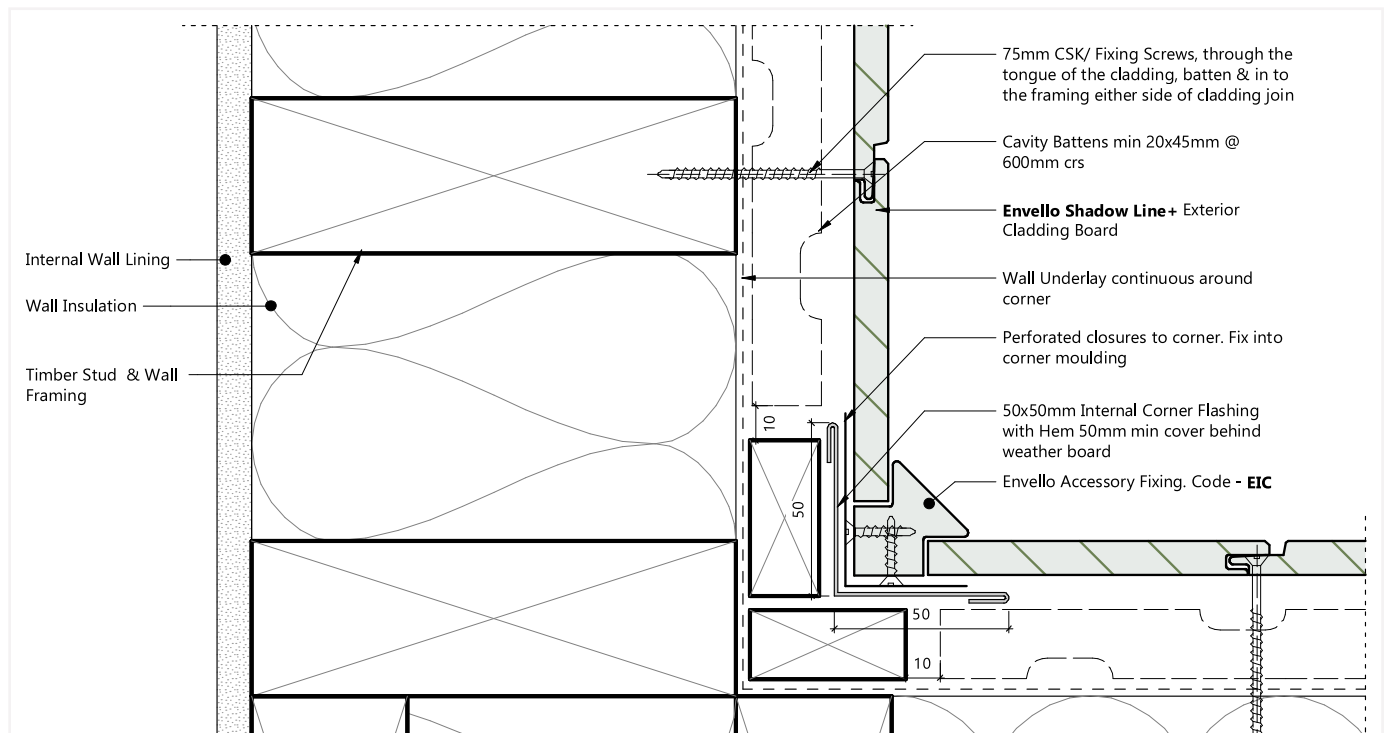 75mm CSK/ Fixing Screws, through the
tongue of the cladding, batten & in to
the framing either side of cladding join
Cavity Battens min 20x45mm @
600mm crs
Envello Shadow Line+ Exterior
Cladding Board
Internal Wall Lining
Wall Insulation
Timber Stud & Wall
Framing
Wall Underlay continuous around
corner
Perforated closures to corner. Fix into
corner moulding
50x50mm Internal Corner Flashing
with Hem 50mm min cover behind
weather board
Envello Accessory Fixing. Code - EIC
10
50
50
10